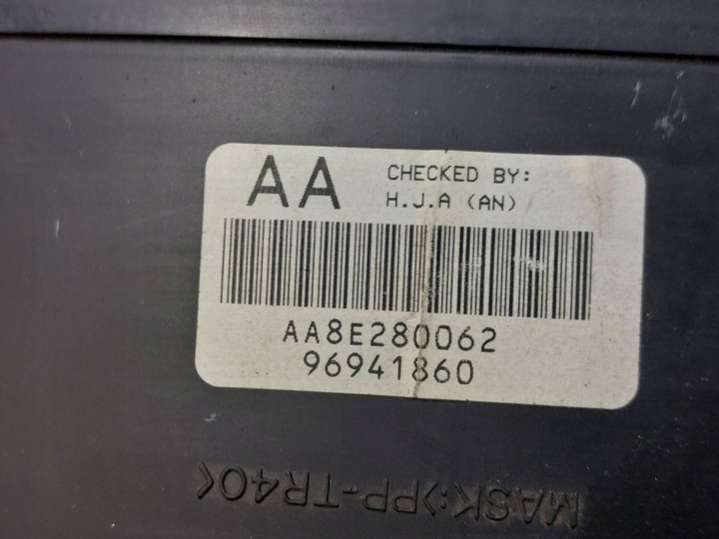 AA
CHECKED BY:
H.J.A (AN)
AA8E280062
96941860
MASK:>PP-TR40<